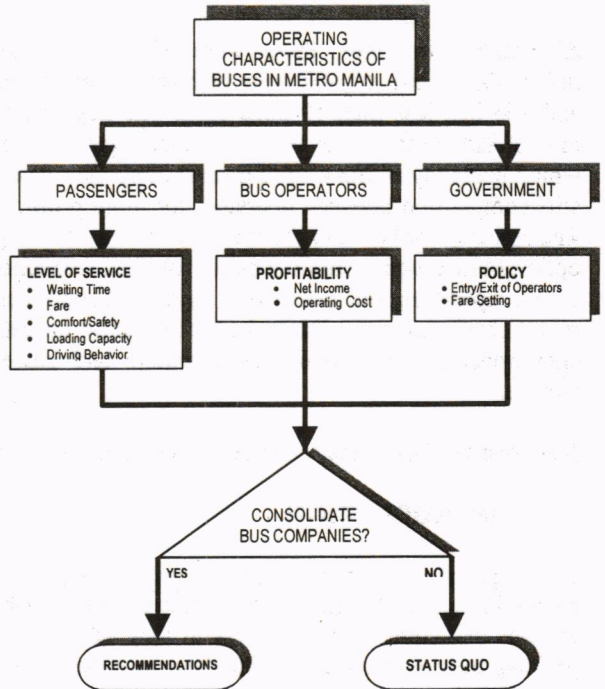 OPERATING
CHARACTERISTICS OF
BUSES IN METRO MANILA
PASSENGERS
BUS OPERATORS
GOVERNMENT
LEVEL OF SERVICE
• Waiting Time
• Fare
• Comfort/Safety
• Loading Capacity
• Driving Behavior
PROFITABILITY
• Net Income
• Operating Cost
POLICY
• Entry/Exit of Operators
• Fare Setting
CONSOLIDATE
BUS COMPANIES?
YES
NO
RECOMMENDATIONS
STATUS QUO